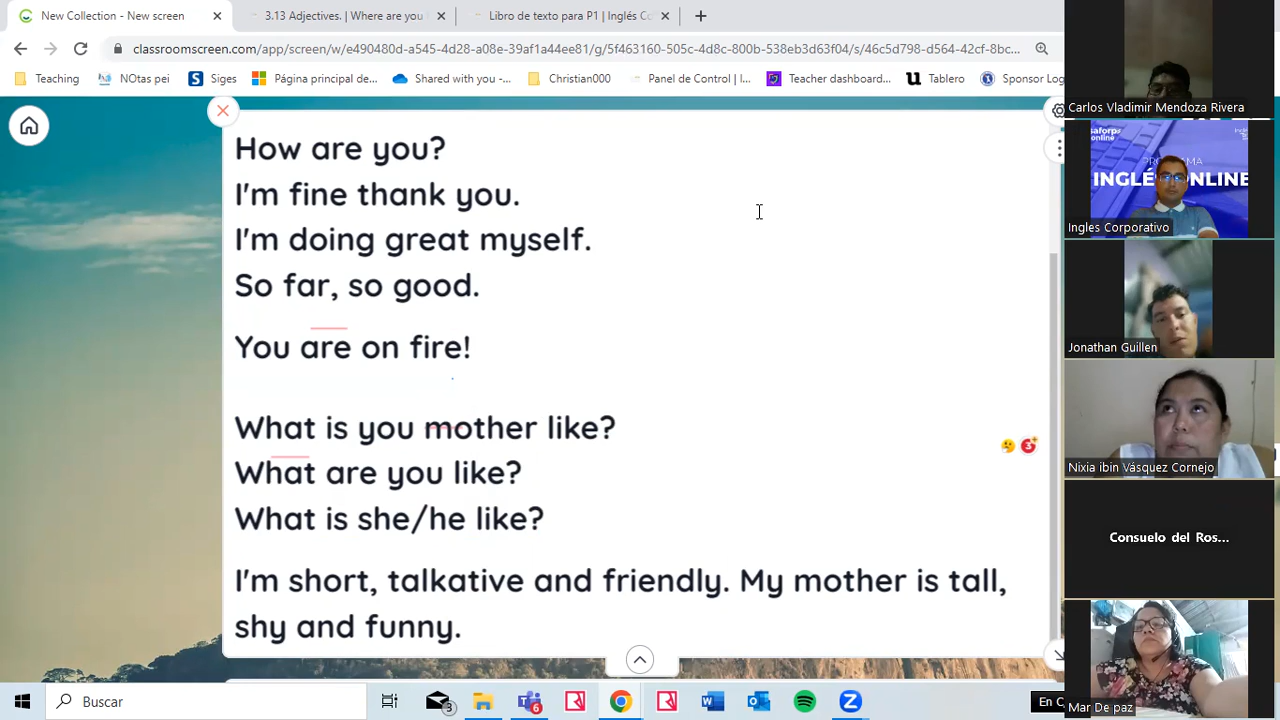 New Collection - New screen
3.13 Adjectives. | Where are you
Libro de texto para P1 | Inglés Co
classroomscreen.com/app/screen/w/e490480d-a545-4d28-a08e-39af1a44ee81/g/5f463160-505c-4d8c-802b-538eb3d63f04/s/46c5d798-d564-42cf-8bc...
Teaching
NOtas pei
Siges
Página principal de...
Shared with you -...
Christian000
Panel de Control | I...
Teacher dashboard...
Tablero
Sponsor Log
How are you?
I'm fine thank you.
I'm doing great myself.
So far, so good.
You are on fire!
What is you mother like?
What are you like?
What is she/he like?
I'm short, talkative and friendly. My mother is tall,
shy and funny.
Carlos Vladimir Mendoza Rivera
online
INGLÉS ONLINE
Ingles Corporativo
Jonathan Guillen
Nixia ibin Vásquez Cornejo
Consuelo del Ros...
Mar De paz
Buscar
3
6